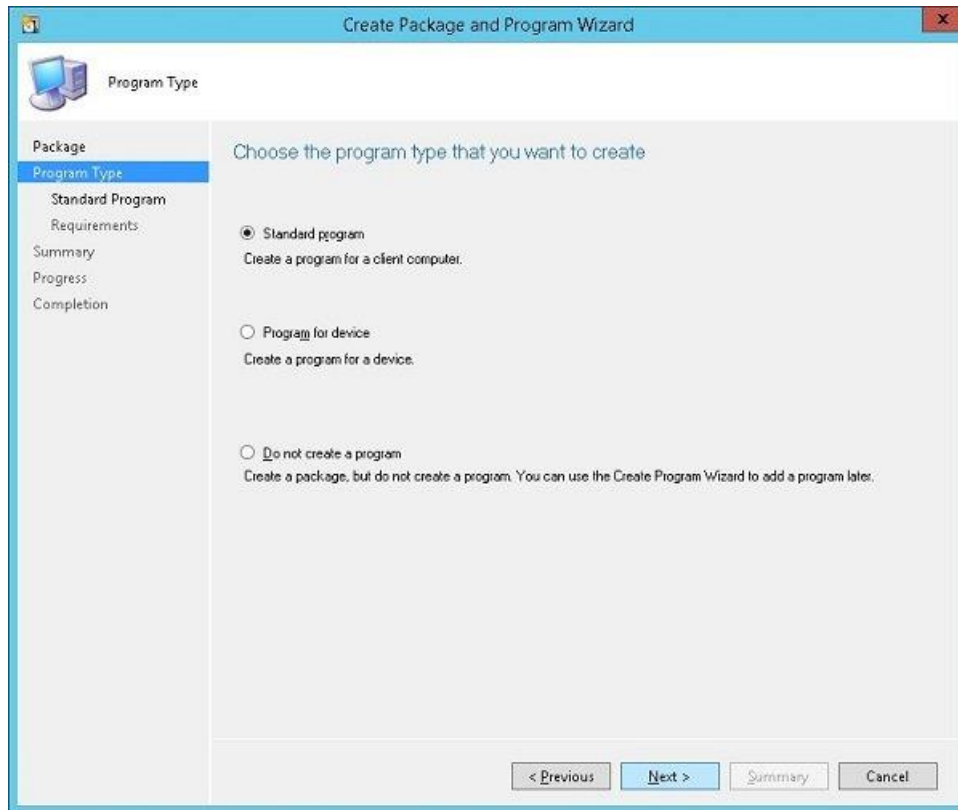 Create Package and Program Wizard
x
Program Type
Package
Program Type
Standard Program
Requirements
Summary
Progress
Completion
Choose the program type that you want to create
Standard program
Create a program for a client computer.
Program for device
Create a program for a device.
Do not create a program
Create a package, but do not create a program. You can use the Create Program Wizard to add a program later.
< Previous
Next >
Summary
Cancel